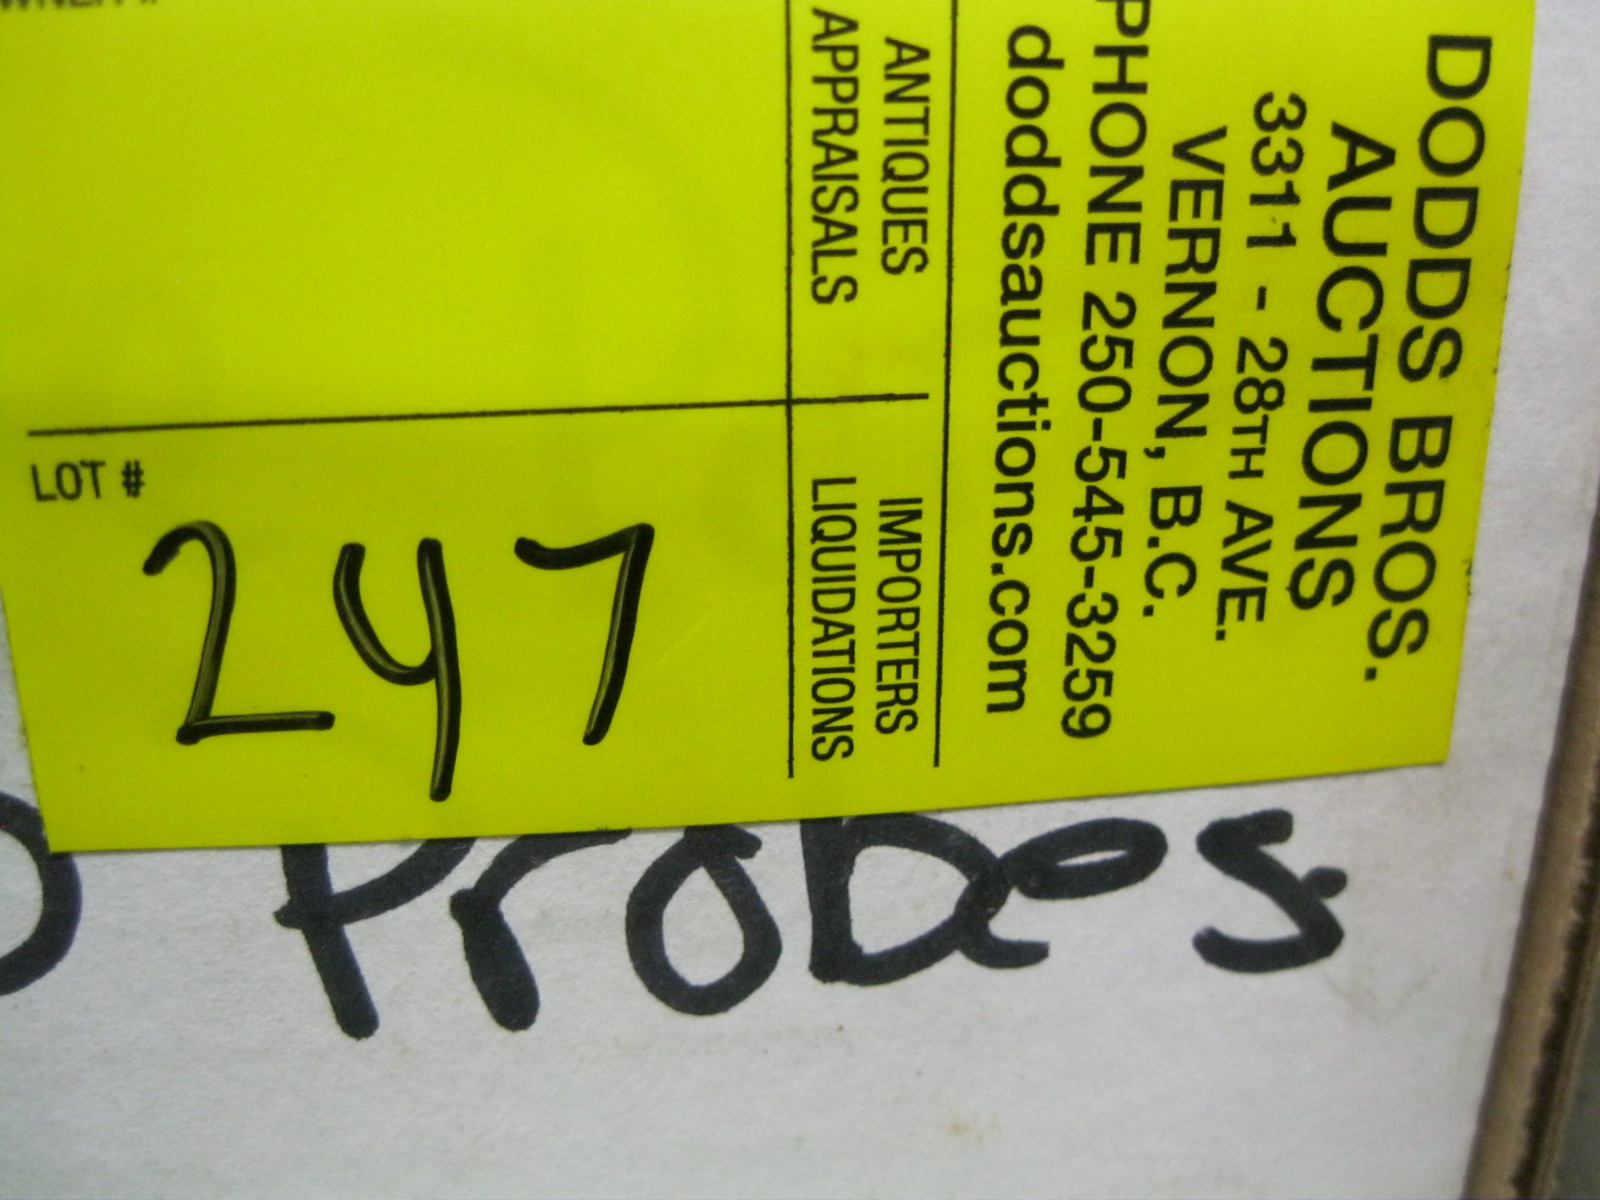 DODDS BROS.
AUCTIONS
3311 - 28TH AVE.
VERNON, B.C.
PHONE 250-545-3259
doddsauctions.com
ANTIQUES | IMPORTERS
APPRAISALS | LIQUIDATIONS
LOT #
247
Probes